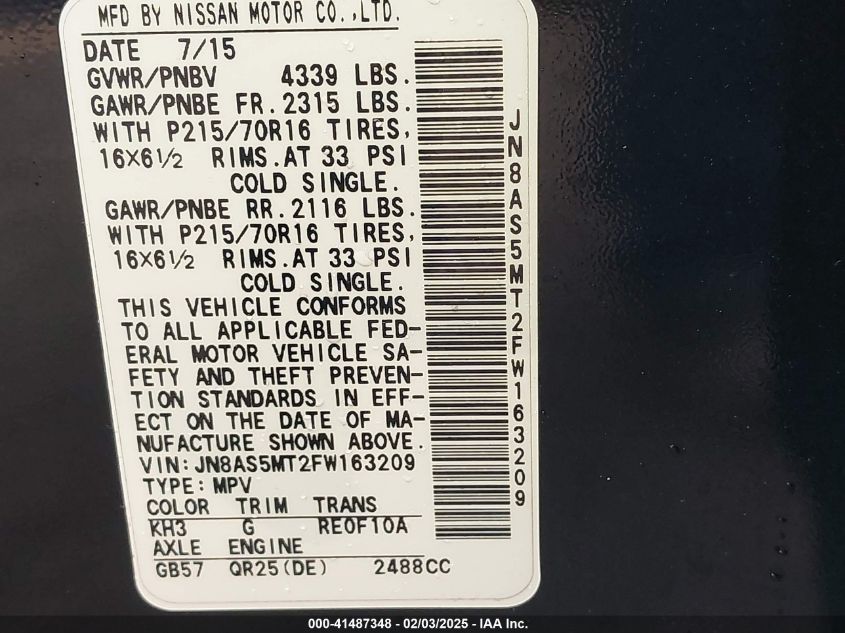 MFD BY NISSAN MOTOR CO.,LTD.
DATE 7/15
GVWR/PNBV 4339 LBS.
GAWR/PNBE FR. 2315 LBS.
WITH P215/70R16 TIRES,
16X6½ RIMS. AT 33 PSI
COLD SINGLE.
GAWR/PNBE RR. 2116 LBS.
WITH P215/70R16 TIRES,
16X6½ RIMS. AT 33 PSI
COLD SINGLE.
THIS VEHICLE CONFORMS
TO ALL APPLICABLE FED-
ERAL MOTOR VEHICLE SA-
FETY AND THEFT PREVEN-
TION STANDARDS IN EFF-
ECT ON THE DATE OF MA-
NUFACTURE SHOWN ABOVE.
VIN:JN8AS5MT2FW163209
TYPE:MPV
COLOR TRIM TRANS
KH3 G RE0F10A
AXLE ENGINE
GB57 QR25(DE) 2488CC
JN8AS5MT2FW163209
000-41487348 - 02/03/2025 - IAA Inc.